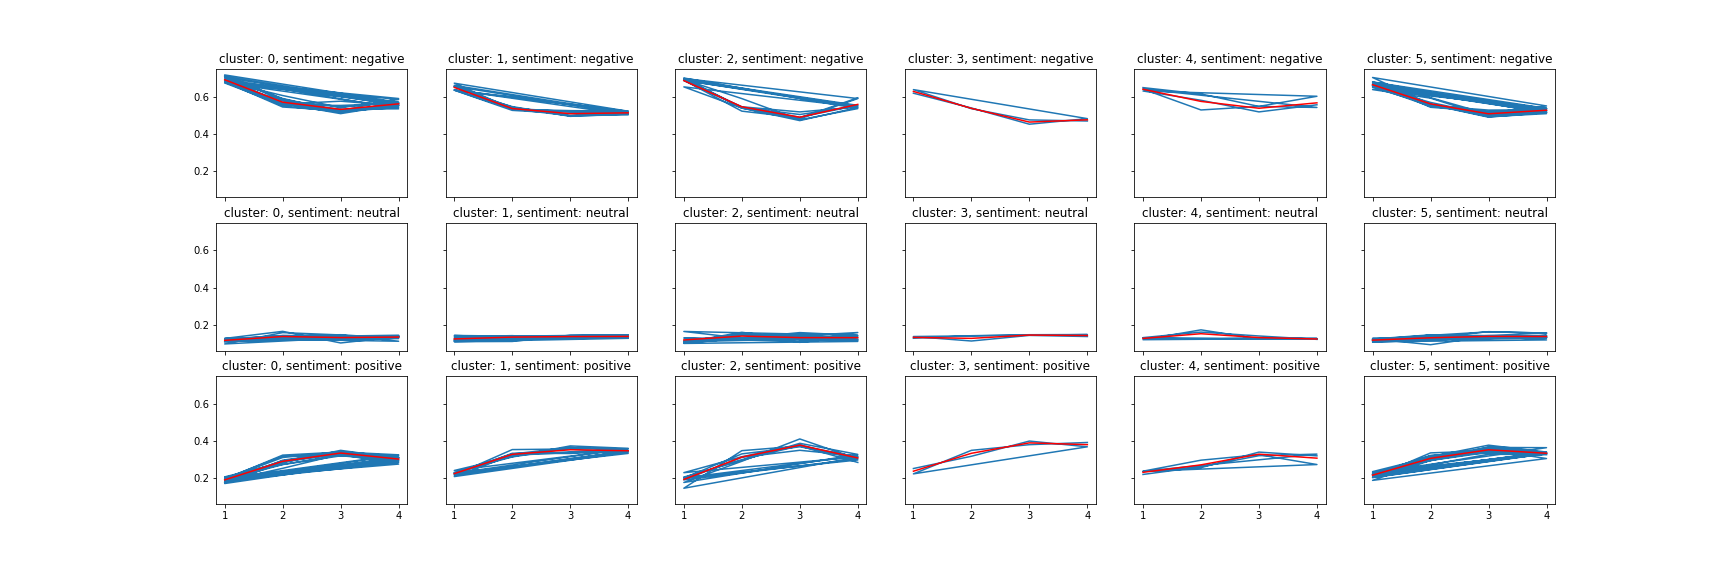 cluster: 0, sentiment: negative
cluster: 1, sentiment: negative
cluster: 2, sentiment: negative
cluster: 3, sentiment: negative
cluster: 4, sentiment: negative
cluster: 5, sentiment: negative
0.6
0.4
0.2
cluster: 0, sentiment: neutral
cluster: 1, sentiment: neutral
cluster: 2, sentiment: neutral
cluster: 3, sentiment: neutral
cluster: 4, sentiment: neutral
cluster: 5, sentiment: neutral
0.6
0.4
0.2
cluster: 0, sentiment: positive
cluster: 1, sentiment: positive
cluster: 2, sentiment: positive
cluster: 3, sentiment: positive
cluster: 4, sentiment: positive
cluster: 5, sentiment: positive
0.6
0.4
0.2
1 2 3 4
1 2 3 4
1 2 3 4
1 2 3 4
1 2 3 4
1 2 3 4